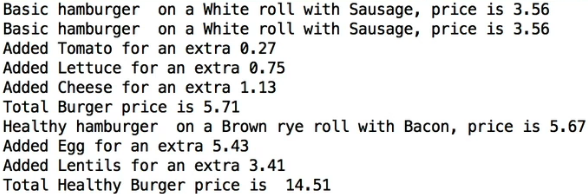 Basic hamburger  on a White roll with Sausage, price is 3.56
Basic hamburger  on a White roll with Sausage, price is 3.56
Added Tomato for an extra 0.27
Added Lettuce for an extra 0.75
Added Cheese for an extra 1.13
Total Burger price is 5.71
Healthy hamburger  on a Brown rye roll with Bacon, price is 5.67
Added Egg for an extra 5.43
Added Lentils for an extra 3.41
Total Healthy Burger price is  14.51